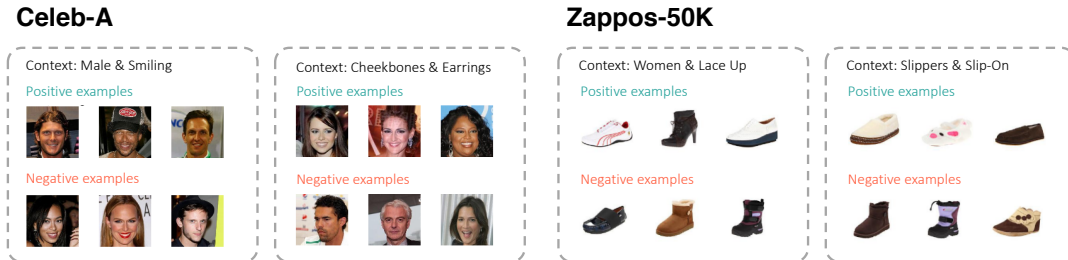 Celeb-A
Zappos-50K
Context: Male & Smiling
Positive examples
Negative examples
Context: Cheekbones & Earrings
Positive examples
Negative examples
Context: Women & Lace Up
Positive examples
Negative examples
Context: Slippers & Slip-On
Positive examples
Negative examples